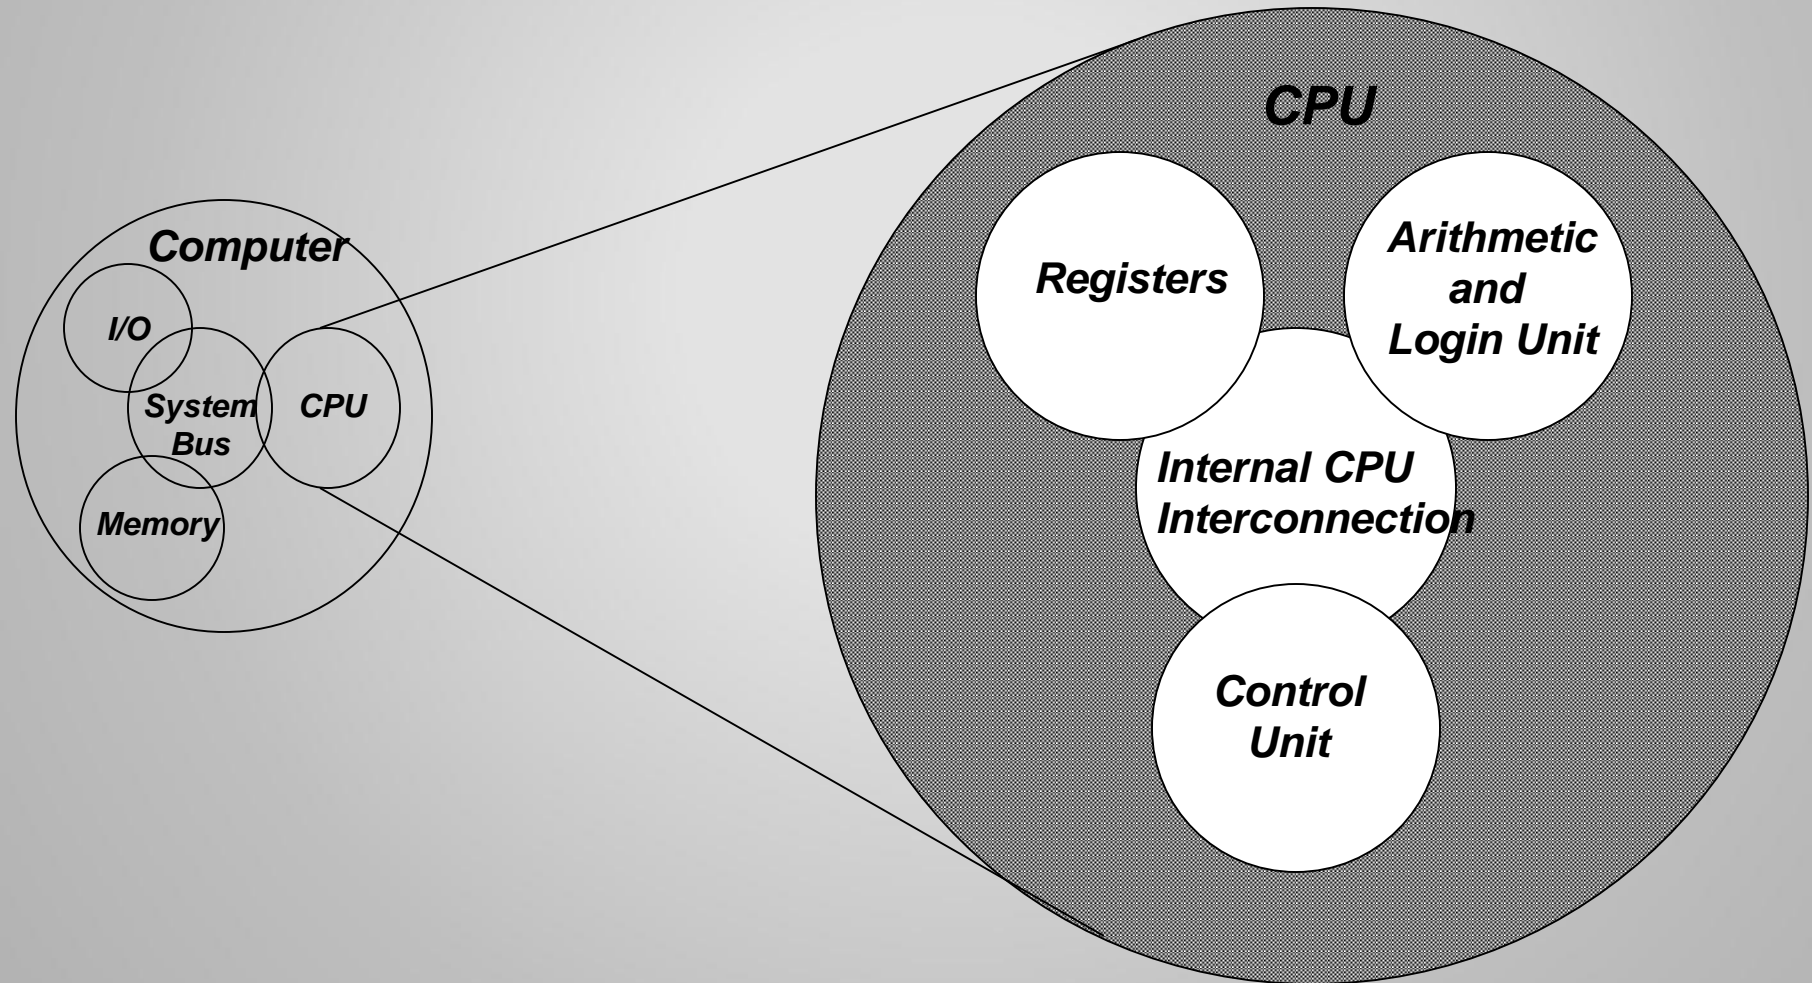 Computer
I/O
System
Bus
CPU
Memory
CPU
Registers
Arithmetic
and
Login Unit
Internal CPU
Interconnection
Control
Unit